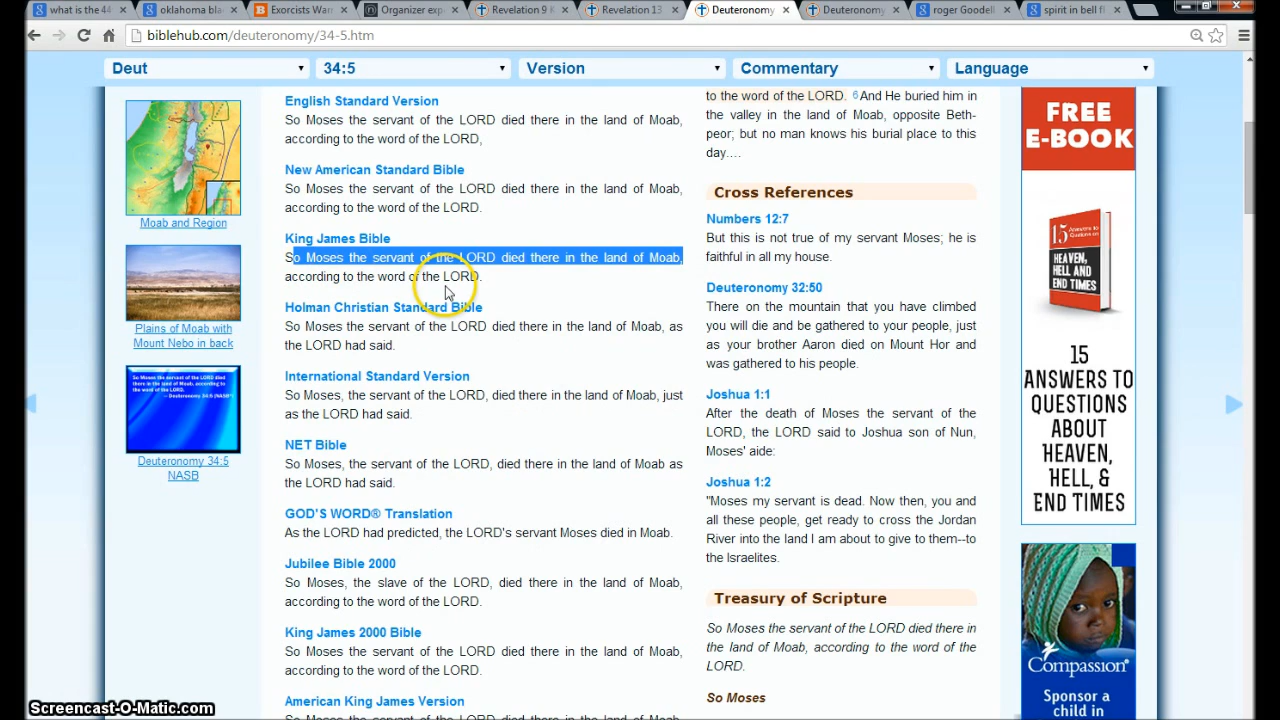 what is the 44
oklahoma bla
Exorcists War
Organizer exp
Revelation 9 K
Revelation 13
Deuteronomy
Deuteronomy
roger Goodell
spirit in bell fl
biblehub.com/deuteronomy/34-5.htm
Deut
34:5
Version
Commentary
Language
Moab and Region
Plains of Moab with
Mount Nebo in back
So Moses the servant of the LORD died
there in the land of Moab, according to
the word of the LORD.
— Deuteronomy 34:5 (NASB)
Deuteronomy 34:5
NASB
English Standard Version
So Moses the servant of the LORD died there in the land of Moab,
according to the word of the LORD,
New American Standard Bible
So Moses the servant of the LORD died there in the land of Moab,
according to the word of the LORD.
King James Bible
So Moses the servant of the LORD died there in the land of Moab,
according to the word of the LORD.
Holman Christian Standard Bible
So Moses the servant of the LORD died there in the land of Moab, as
the LORD had said.
International Standard Version
So Moses, the servant of the LORD, died there in the land of Moab, just
as the LORD had said.
NET Bible
So Moses, the servant of the LORD, died there in the land of Moab as
the LORD had said.
GOD'S WORD® Translation
As the LORD had predicted, the LORD's servant Moses died in Moab.
Jubilee Bible 2000
So Moses, the slave of the LORD, died there in the land of Moab,
according to the word of the LORD.
King James 2000 Bible
So Moses the servant of the LORD died there in the land of Moab,
according to the word of the LORD.
American King James Version
to the word of the LORD. 6And He buried him in
the valley in the land of Moab, opposite Beth-
peor; but no man knows his burial place to this
day....
Cross References
Numbers 12:7
But this is not true of my servant Moses; he is
faithful in all my house.
Deuteronomy 32:50
There on the mountain that you have climbed
you will die and be gathered to your people, just
as your brother Aaron died on Mount Hor and
was gathered to his people.
Joshua 1:1
After the death of Moses the servant of the
LORD, the LORD said to Joshua son of Nun,
Moses' aide:
Joshua 1:2
"Moses my servant is dead. Now then, you and
all these people, get ready to cross the Jordan
River into the land I am about to give to them--to
the Israelites.
Treasury of Scripture
So Moses the servant of the LORD died there in
the land of Moab, according to the word of the
LORD.
So Moses
FREE
E-BOOK
15 Answers to
Questions
About
HEAVEN,
HELL AND
END TIMES
15
ANSWERS TO
QUESTIONS
ABOUT
HEAVEN,
HELL, &
END TIMES
Compassion
Sponsor a
child in
Screencast-O-Matic.com